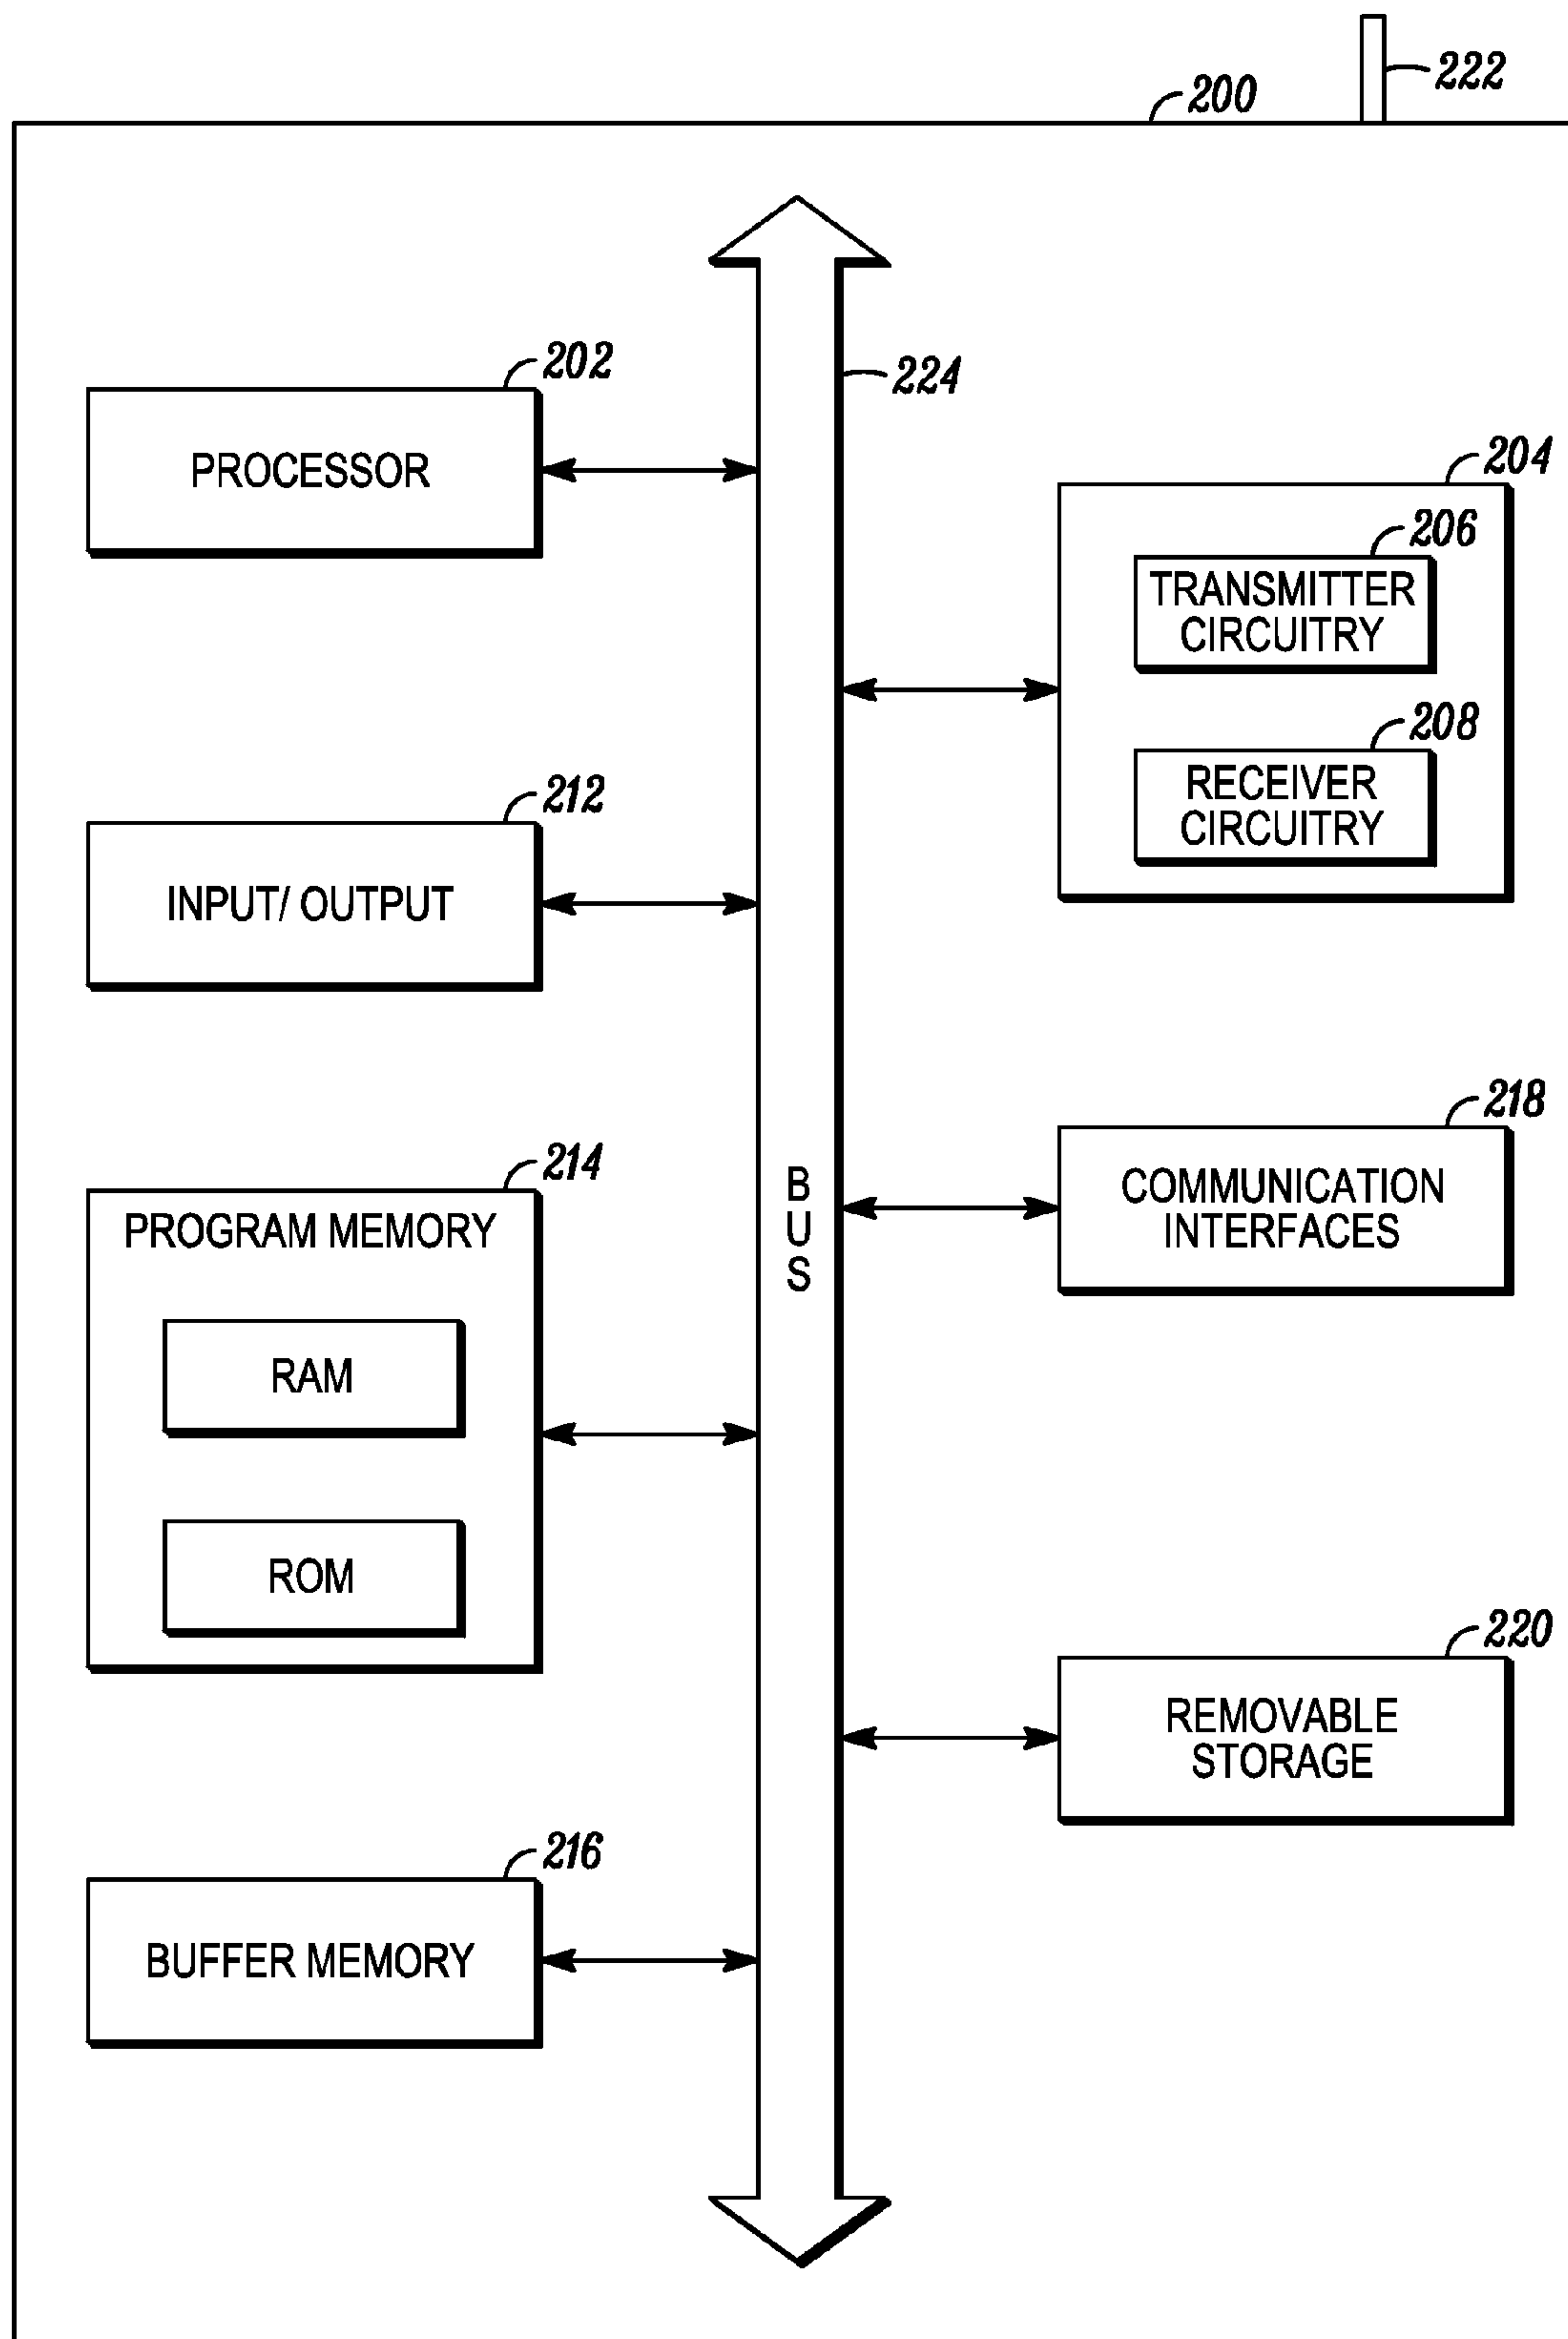 222
200
202
PROCESSOR
224
204
206
TRANSMITTER
CIRCUITRY
208
RECEIVER
CIRCUITRY
212
INPUT/ OUTPUT
218
COMMUNICATION
INTERFACES
214
PROGRAM MEMORY
RAM
ROM
B
U
S
220
REMOVABLE
STORAGE
216
BUFFER MEMORY